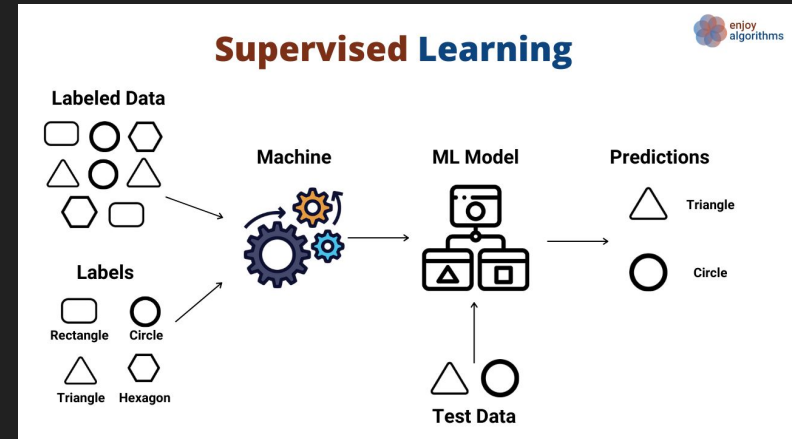 Supervised Learning
enjoy
algorithms
Labeled Data
Machine
ML Model
Predictions
Triangle
Circle
Labels
Rectangle Circle
Triangle Hexagon
Test Data